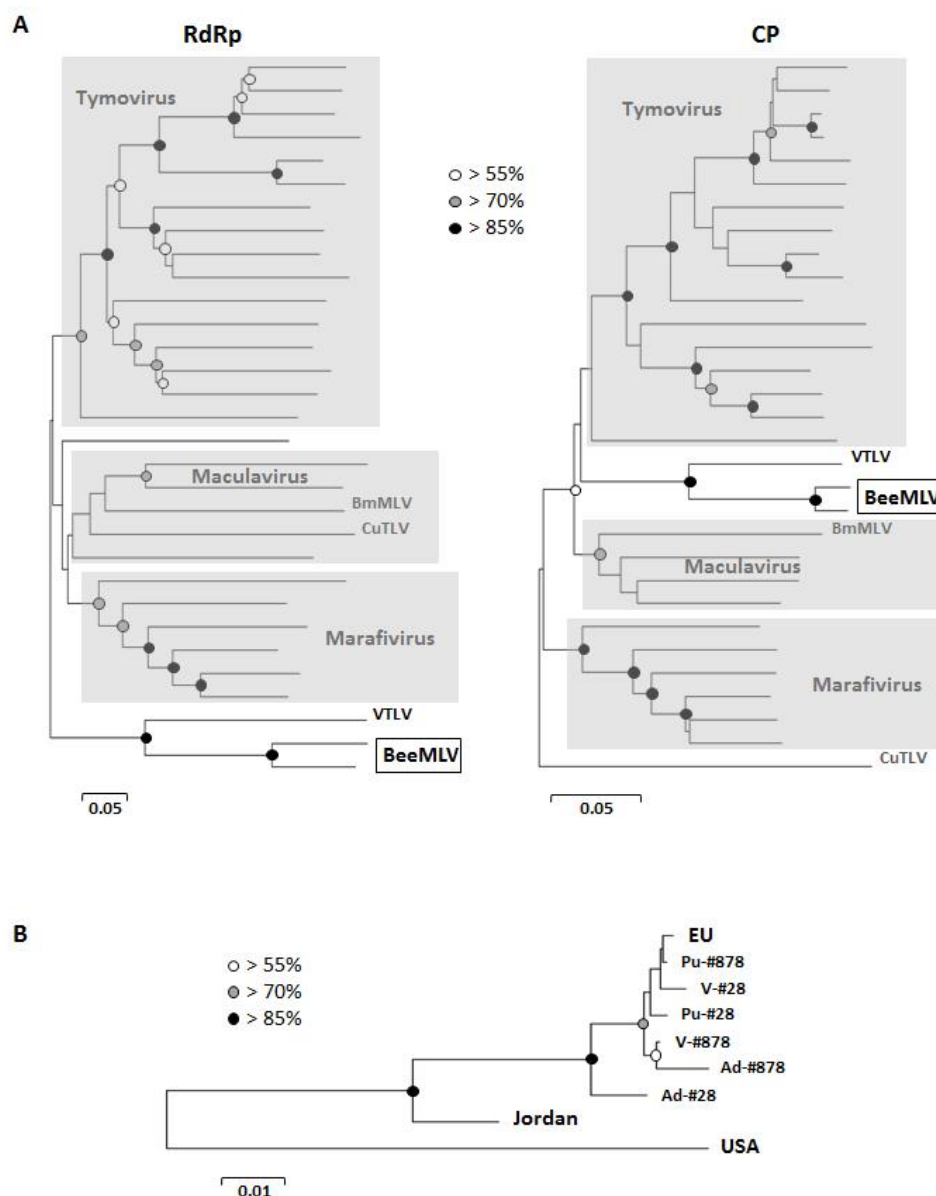 A
RdRp
CP
Tymovirus
Tymovirus
> 55%
> 70%
> 85%
Maculavirus
BmMLV
CuTLV
Marafivirus
VTLV
BeeMLV
0.05
VTLV
BeeMLV
BmMLV
Maculavirus
Marafivirus
CuTLV
0.05
B
> 55%
> 70%
> 85%
EU
Pu-#878
V-#28
Pu-#28
V-#878
Ad-#878
Ad-#28
Jordan
USA
0.01